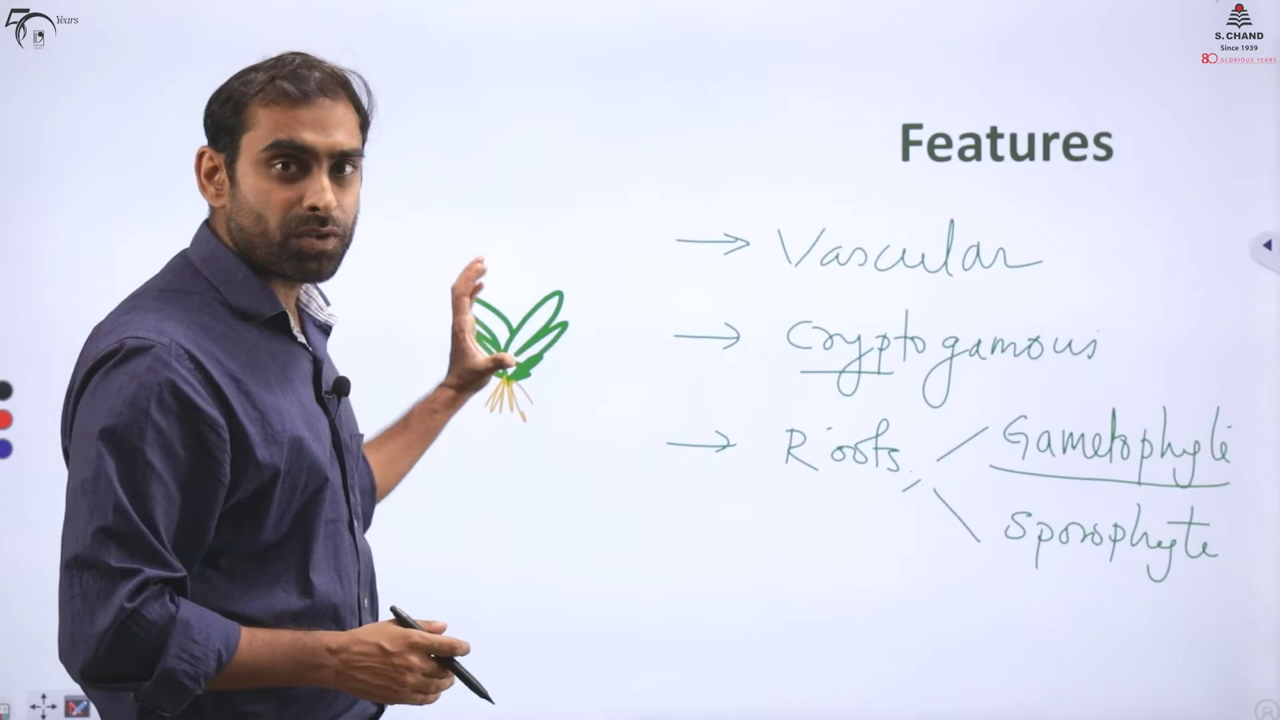 50 Years
S. CHAND
Since 1939
80 GLORIOUS YEARS
Features
→ Vascular
→ Cryptogamous
→ Roots
Gametophyte
Sporophyte